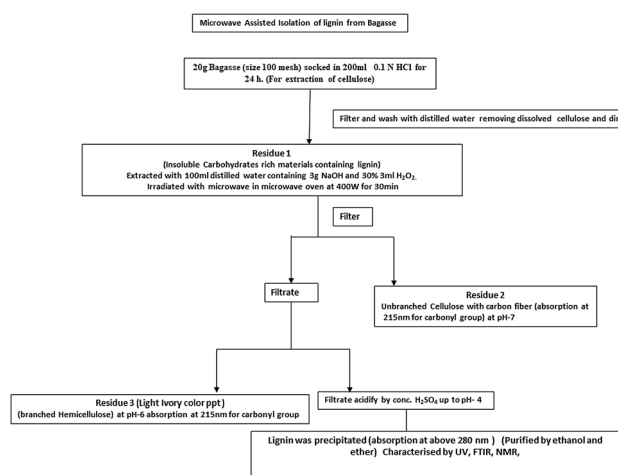 Microwave Assisted Isolation of lignin from Bagasse
20g Bagasse (size 100 mesh) socked in 200ml 0.1 N HCl for
24 h. (For extraction of cellulose)
Filter and wash with distilled water removing dissolved cellulose and
Residue 1
(Insoluble Carbohydrates rich materials containing lignin)
Extracted with 100ml distilled water containing 3g NaOH and 30% 3ml H₂O₂.
Irradiated with microwave in microwave oven at 400W for 30min
Filter
Filtrate
Residue 2
Unbranched Cellulose with carbon fiber (absorption at
215nm for carbonyl group) at pH-7
Residue 3 (Light Ivory color ppt)
(branched Hemicellulose) at pH-6 absorption at 215nm for carbonyl group
Filtrate acidify by conc. H₂SO₄ up to pH- 4
Lignin was precipitated (absorption at above 280 nm ) (Purified by ethanol and
ether) Characterised by UV, FTIR, NMR,